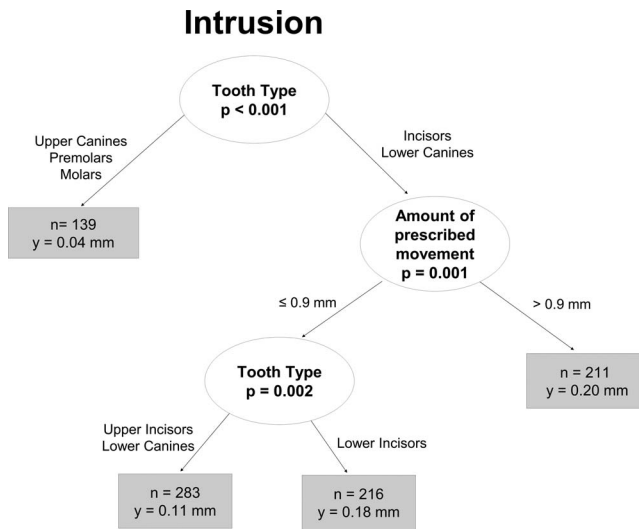 Intrusion
Tooth Type
p < 0.001
Upper Canines
Premolars
Molars
Incisors
Lower Canines
n= 139
y = 0.04 mm
Amount of
prescribed
movement
p = 0.001
≤ 0.9 mm
> 0.9 mm
Tooth Type
p = 0.002
n = 211
y = 0.20 mm
Upper Incisors
Lower Canines
Lower Incisors
n = 283
y = 0.11 mm
n = 216
y = 0.18 mm